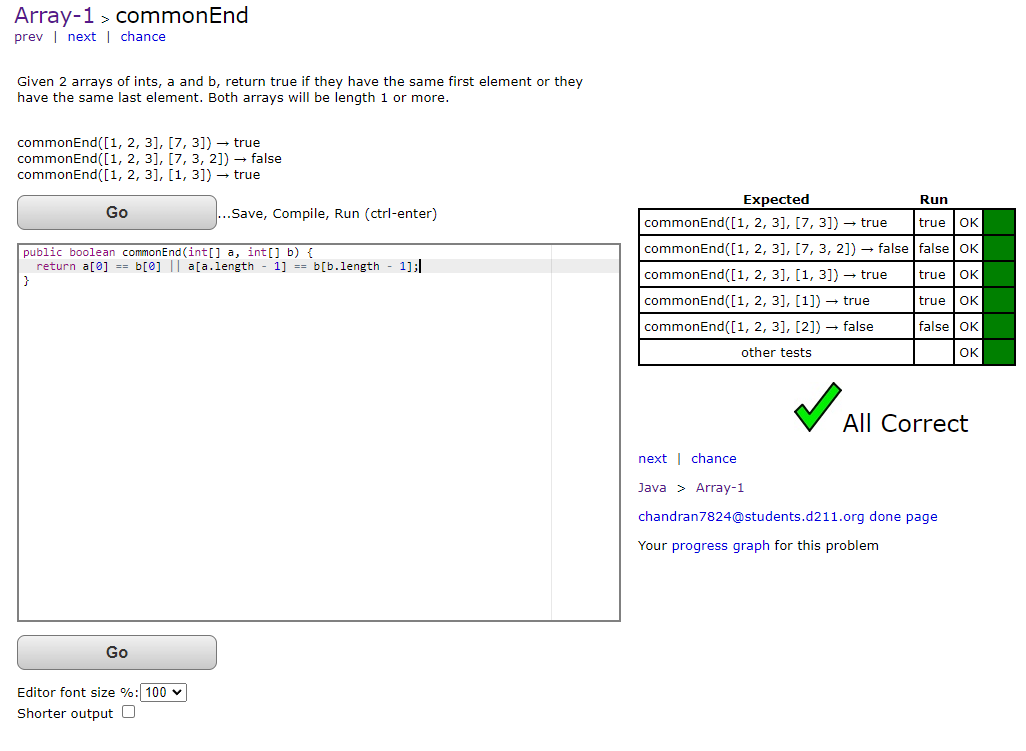 Array-1 > commonEnd
prev | next | chance
Given 2 arrays of ints, a and b, return true if they have the same first element or they
have the same last element. Both arrays will be length 1 or more.
commonEnd([1, 2, 3], [7, 3]) → true
commonEnd([1, 2, 3], [7, 3, 2]) → false
commonEnd([1, 2, 3], [1, 3]) → true
Go
...Save, Compile, Run (ctrl-enter)
public boolean commonEnd(int[] a, int[] b) {
  return a[0] == b[0] || a[a.length - 1] == b[b.length - 1];
}
Go
Editor font size %: 100
Shorter output
Expected Run
commonEnd([1, 2, 3], [7, 3]) → true true OK
commonEnd([1, 2, 3], [7, 3, 2]) → false false OK
commonEnd([1, 2, 3], [1, 3]) → true true OK
commonEnd([1, 2, 3], [1]) → true true OK
commonEnd([1, 2, 3], [2]) → false false OK
other tests OK
All Correct
next | chance
Java > Array-1
chandran7824@students.d211.org done page
Your progress graph for this problem